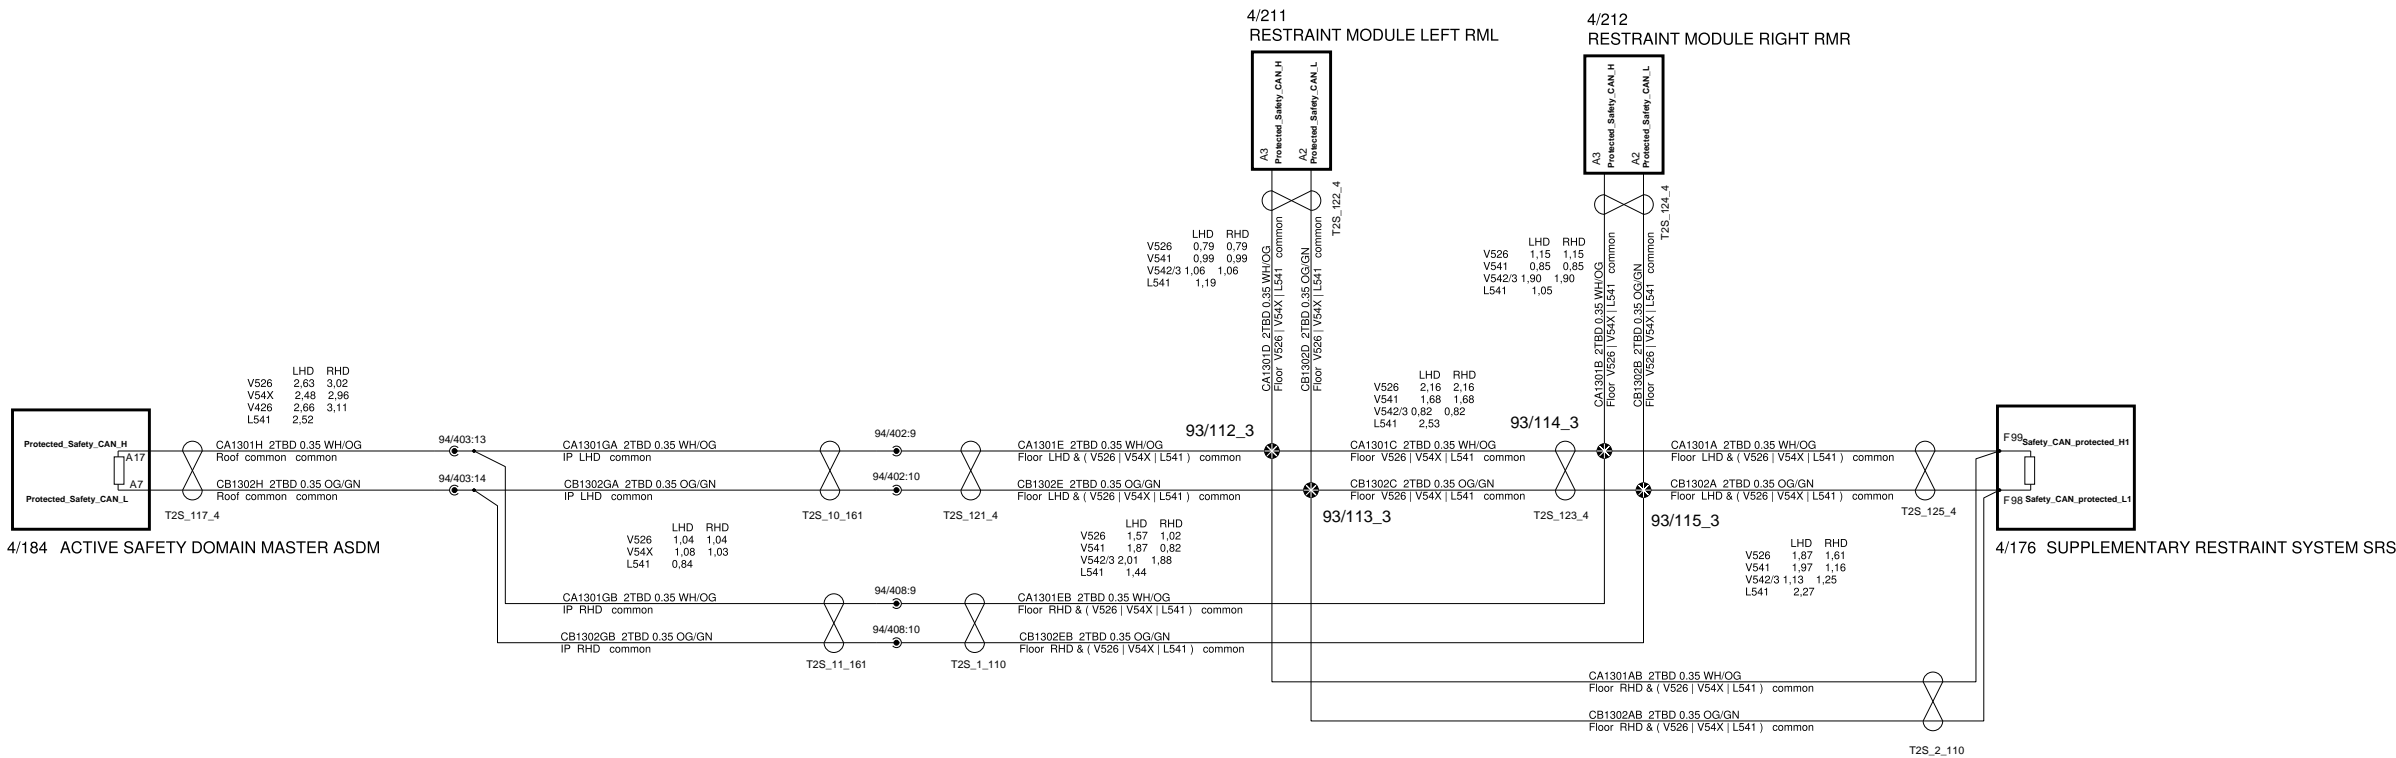 4/211
RESTRAINT MODULE LEFT RML
4/212
RESTRAINT MODULE RIGHT RMR
A3
Protected_Safety_CAN_H
A2
Protected_Safety_CAN_L
A3
Protected_Safety_CAN_H
A2
Protected_Safety_CAN_L
T2S_122_4
T2S_124_4
LHD RHD
V526 0,79 0,79
V541 0,99 0,99
V542/3 1,06 1,06
L541 1,19
CA1301D 2TBD 0.35 WH/OG
Floor V526 | V54X | L541 common
CB1302D 2TBD 0.35 OG/GN
Floor V526 | V54X | L541 common
LHD RHD
V526 1,15 1,15
V541 0,85 0,85
V542/3 1,90 1,90
L541 1,05
CA1301B 2TBD 0.35 WH/OG
Floor V526 | V54X | L541 common
CB1302B 2TBD 0.35 OG/GN
Floor V526 | V54X | L541 common
LHD RHD
V526 2,63 3,02
V54X 2,48 2,96
V426 2,66 3,11
L541 2,52
LHD RHD
V526 2,16 2,16
V541 1,68 1,68
V542/3 0,82 0,82
L541 2,53
93/112_3
93/114_3
Protected_Safety_CAN_H
A17
A7
Protected_Safety_CAN_L
4/184 ACTIVE SAFETY DOMAIN MASTER ASDM
CA1301H 2TBD 0.35 WH/OG
Roof common common
CB1302H 2TBD 0.35 OG/GN
Roof common common
T2S_117_4
94/403:13
94/403:14
CA1301GA 2TBD 0.35 WH/OG
IP LHD common
CB1302GA 2TBD 0.35 OG/GN
IP LHD common
T2S_10_161
94/402:9
94/402:10
T2S_121_4
CA1301E 2TBD 0.35 WH/OG
Floor LHD & ( V526 | V54X | L541 ) common
CB1302E 2TBD 0.35 OG/GN
Floor LHD & ( V526 | V54X | L541 ) common
CA1301C 2TBD 0.35 WH/OG
Floor V526 | V54X | L541 common
CB1302C 2TBD 0.35 OG/GN
Floor V526 | V54X | L541 common
93/113_3
T2S_123_4
93/115_3
CA1301A 2TBD 0.35 WH/OG
Floor LHD & ( V526 | V54X | L541 ) common
CB1302A 2TBD 0.35 OG/GN
Floor LHD & ( V526 | V54X | L541 ) common
T2S_125_4
F99
Safety_CAN_protected_H1
F98
Safety_CAN_protected_L1
4/176 SUPPLEMENTARY RESTRAINT SYSTEM SRS
LHD RHD
V526 1,04 1,04
V54X 1,08 1,03
L541 0,84
LHD RHD
V526 1,57 1,02
V541 1,87 0,82
V542/3 2,01 1,88
L541 1,44
LHD RHD
V526 1,87 1,61
V541 1,97 1,16
V542/3 1,13 1,25
L541 2,27
CA1301GB 2TBD 0.35 WH/OG
IP RHD common
CB1302GB 2TBD 0.35 OG/GN
IP RHD common
T2S_11_161
94/408:9
94/408:10
T2S_1_110
CA1301EB 2TBD 0.35 WH/OG
Floor RHD & ( V526 | V54X | L541 ) common
CB1302EB 2TBD 0.35 OG/GN
Floor RHD & ( V526 | V54X | L541 ) common
CA1301AB 2TBD 0.35 WH/OG
Floor RHD & ( V526 | V54X | L541 ) common
CB1302AB 2TBD 0.35 OG/GN
Floor RHD & ( V526 | V54X | L541 ) common
T2S_2_110